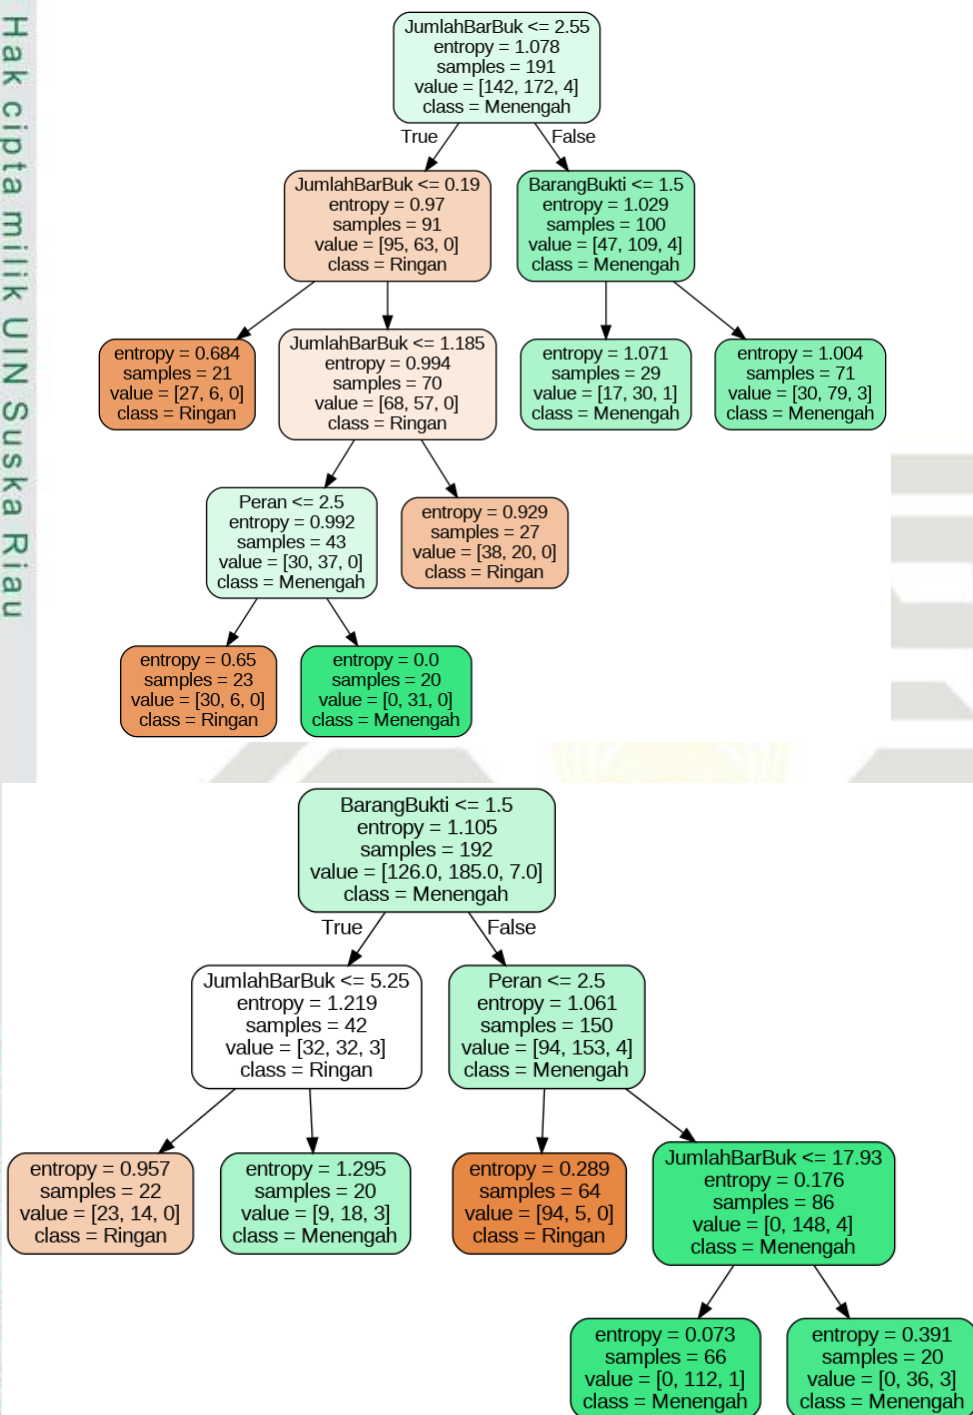 Hak cipta milik UIN Suska Riau
JumlahBarBuk <= 2.55
entropy = 1.078
samples = 191
value = [142, 172, 4]
class = Menengah
True
False
JumlahBarBuk <= 0.19
entropy = 0.97
samples = 91
value = [95, 63, 0]
class = Ringan
BarangBukti <= 1.5
entropy = 1.029
samples = 100
value = [47, 109, 4]
class = Menengah
entropy = 0.684
samples = 21
value = [27, 6, 0]
class = Ringan
JumlahBarBuk <= 1.185
entropy = 0.994
samples = 70
value = [68, 57, 0]
class = Ringan
entropy = 1.071
samples = 29
value = [17, 30, 1]
class = Menengah
entropy = 1.004
samples = 71
value = [30, 79, 3]
class = Menengah
Peran <= 2.5
entropy = 0.992
samples = 43
value = [30, 37, 0]
class = Menengah
entropy = 0.929
samples = 27
value = [38, 20, 0]
class = Ringan
entropy = 0.65
samples = 23
value = [30, 6, 0]
class = Ringan
entropy = 0.0
samples = 20
value = [0, 31, 0]
class = Menengah
BarangBukti <= 1.5
entropy = 1.105
samples = 192
value = [126.0, 185.0, 7.0]
class = Menengah
True
False
JumlahBarBuk <= 5.25
entropy = 1.219
samples = 42
value = [32, 32, 3]
class = Ringan
Peran <= 2.5
entropy = 1.061
samples = 150
value = [94, 153, 4]
class = Menengah
entropy = 0.957
samples = 22
value = [23, 14, 0]
class = Ringan
entropy = 1.295
samples = 20
value = [9, 18, 3]
class = Menengah
entropy = 0.289
samples = 64
value = [94, 5, 0]
class = Ringan
JumlahBarBuk <= 17.93
entropy = 0.176
samples = 86
value = [0, 148, 4]
class = Menengah
entropy = 0.073
samples = 66
value = [0, 112, 1]
class = Menengah
entropy = 0.391
samples = 20
value = [0, 36, 3]
class = Menengah